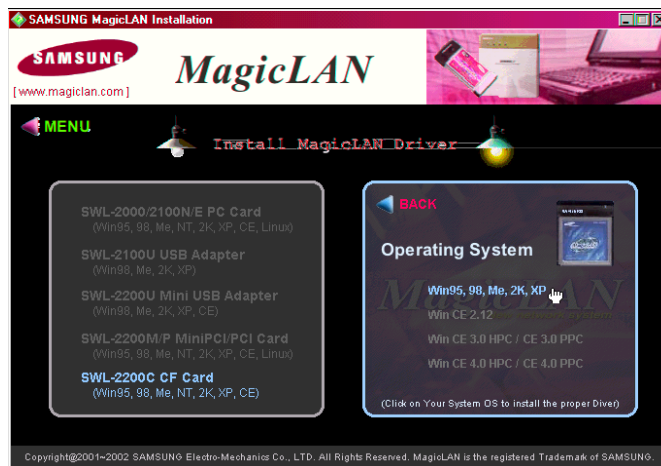 SAMSUNG MagicLAN Installation
SAMSUNG
MagicLAN
[www.magiclan.com]
MENU
Install MagicLAN Driver
SWL-2000/2100N/E PC Card
(Win95, 98, Me, NT, 2K, XP, CE, Linux)
SWL-2100U USB Adapter
(Win98, Me, 2K, XP)
SWL-2200U Mini USB Adapter
(Win98, Me, 2K, XP, CE)
SWL-2200M/P MiniPCI/PCI Card
(Win95, 98, Me, NT, 2K, XP, CE, Linux)
SWL-2200C CF Card
(Win95, 98, Me, NT, 2K, XP, CE)
BACK
Operating System
Win95, 98, Me, 2K, XP
Win CE 2.12
Win CE 3.0 HPC / CE 3.0 PPC
Win CE 4.0 HPC / CE 4.0 PPC
(Click on Your System OS to install the proper Diver)
MagicLAN
Copyright@2001~2002 SAMSUNG Electro-Mechanics Co., LTD. All Rights Reserved. MagicLAN is the registered Trademark of SAMSUNG.